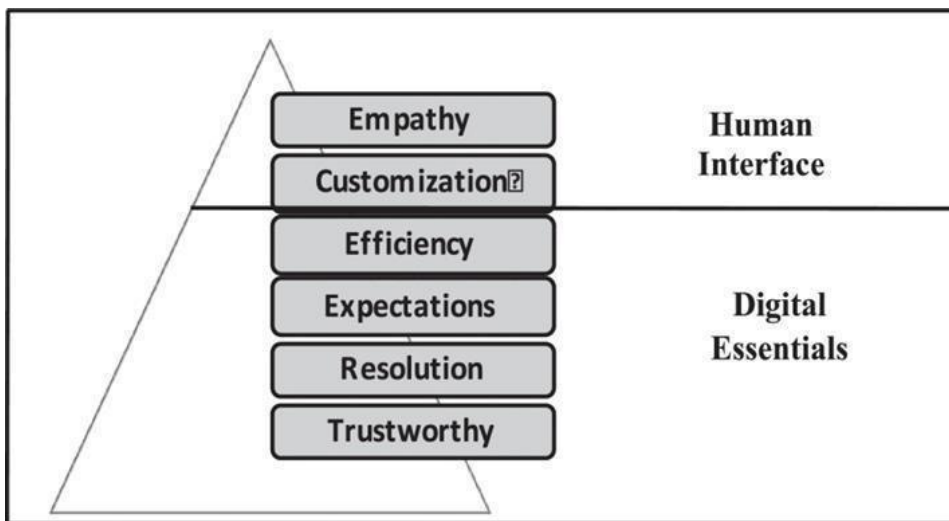 Empathy
Customization⍰
Efficiency
Expectations
Resolution
Trustworthy
Human
Interface
Digital
Essentials